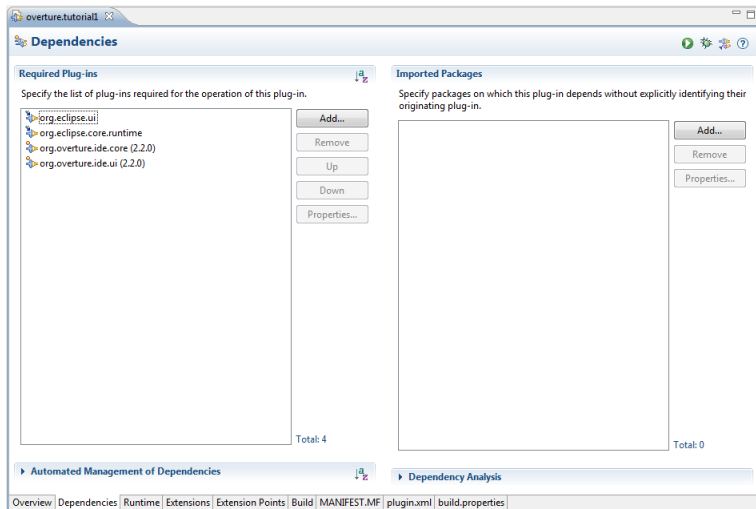 overture.tutorial1
Dependencies
Required Plug-ins
Specify the list of plug-ins required for the operation of this plug-in.
org.eclipse.ui
org.eclipse.core.runtime
org.overture.ide.core (2.2.0)
org.overture.ide.ui (2.2.0)
Add...
Remove
Up
Down
Properties...
Total: 4
Automated Management of Dependencies
Imported Packages
Specify packages on which this plug-in depends without explicitly identifying their
originating plug-in.
Add...
Remove
Properties...
Total: 0
Dependency Analysis
Overview Dependencies Runtime Extensions Extension Points Build MANIFEST.MF plugin.xml build.properties